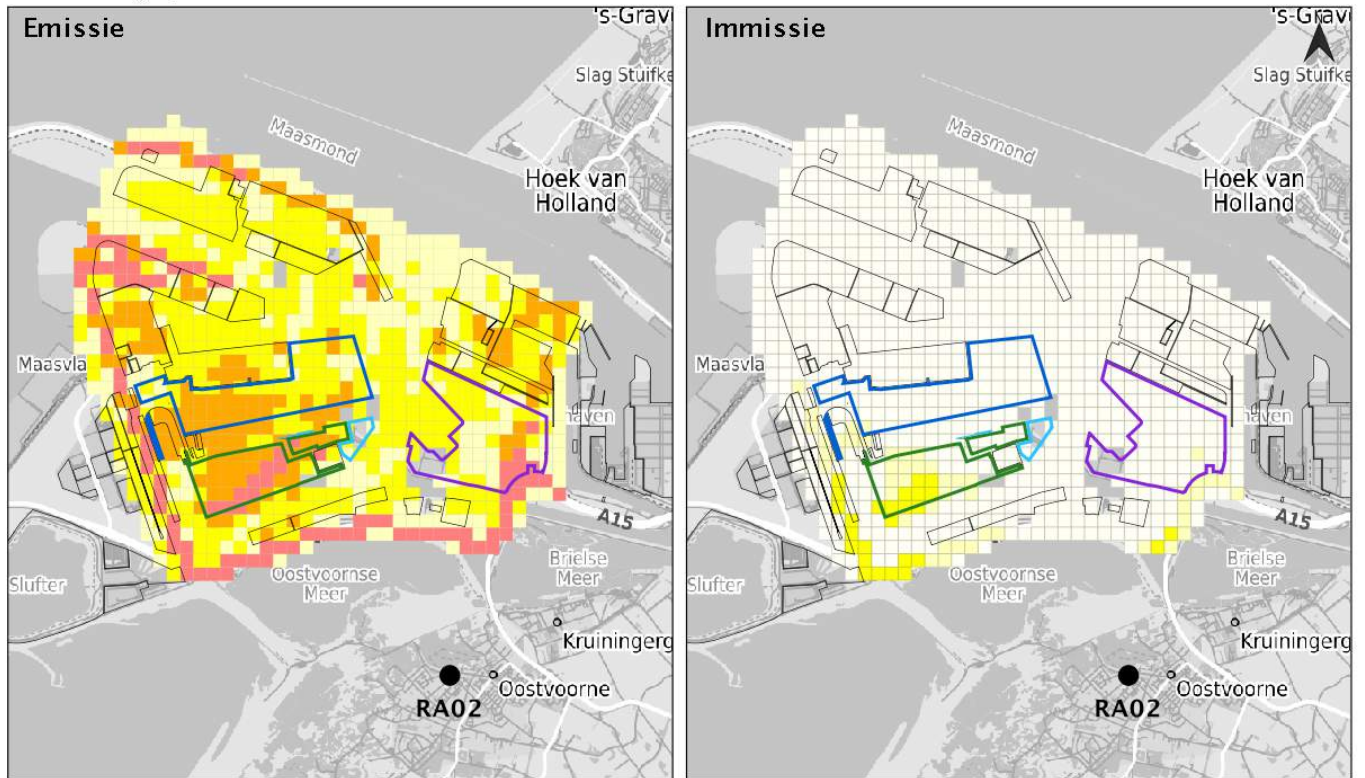 Emissie
's-Grav
Slag Stuifke
Maasmond
Hoek van
Holland
Maasvla
haven
A15
Slufter
Oostvoornse
Meer
Brielse
Meer
Kruiningerg
Oostvoorne
RA02
Immissie
's-Grav
Slag Stuifke
Maasmond
Hoek van
Holland
Maasvla
haven
A15
Slufter
Oostvoornse
Meer
Brielse
Meer
Kruiningerg
Oostvoorne
RA02